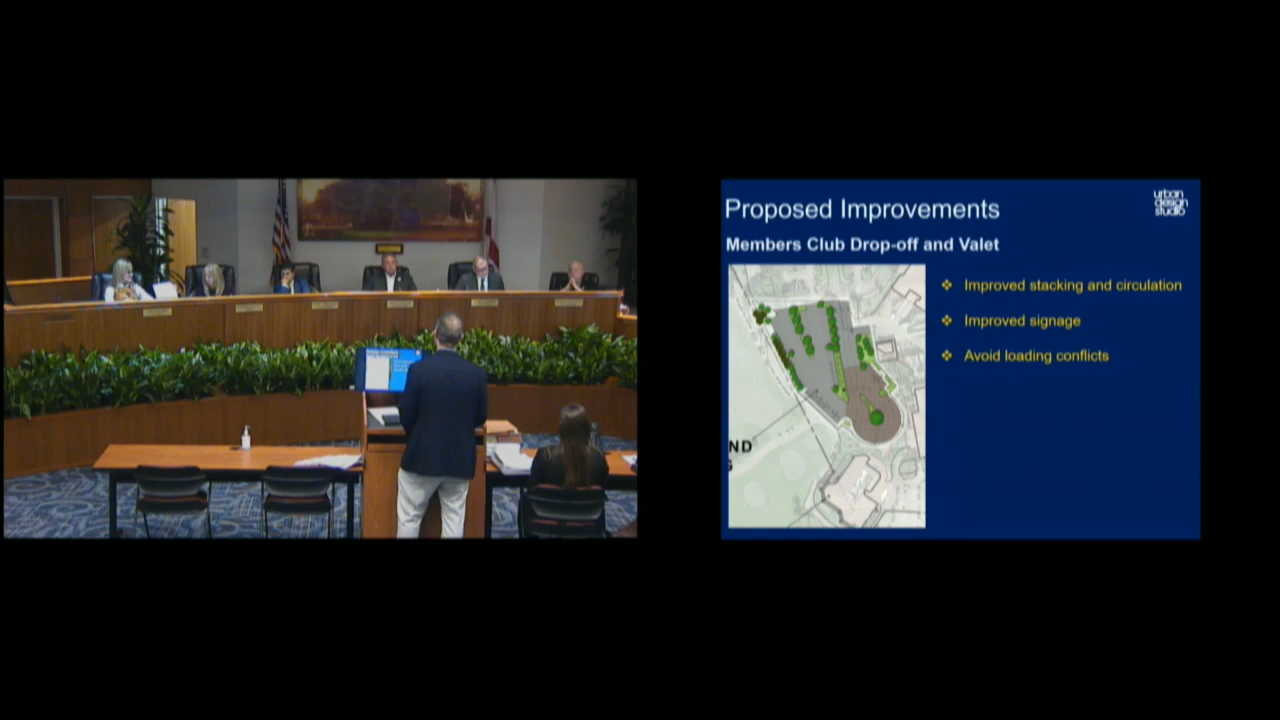 Proposed Improvements
urban
design
studio
Members Club Drop-off and Valet
❖ Improved stacking and circulation
❖ Improved signage
❖ Avoid loading conflicts
ND